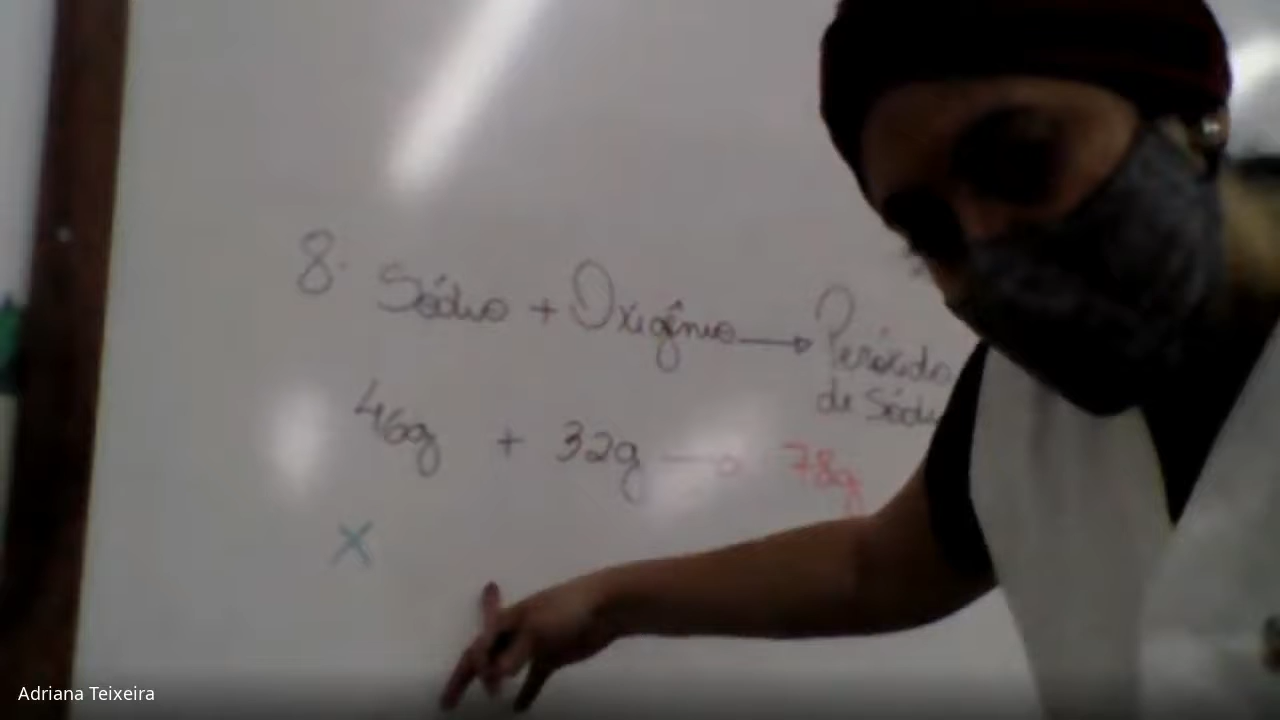 8. Sódio + Oxigênio → Peróxido
de Sódio
46g + 32g → 78g
X
Adriana Teixeira